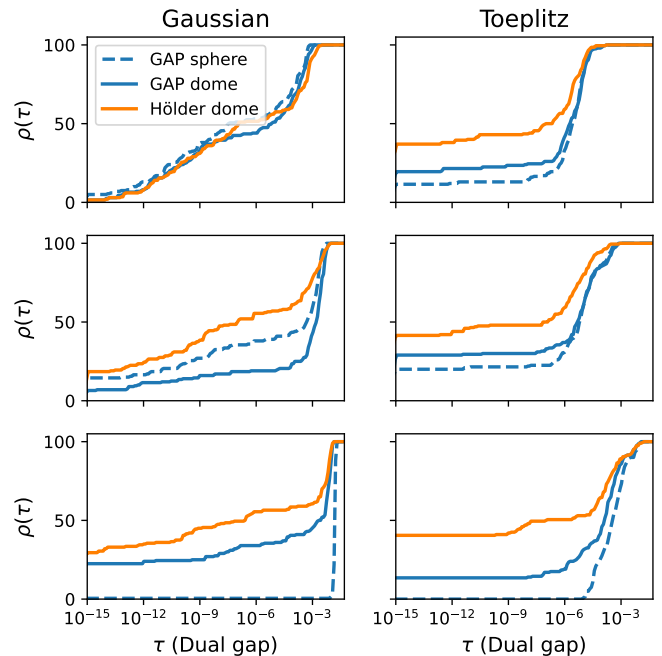 Gaussian Toeplitz
100
50
0
ρ(τ)
GAP sphere
GAP dome
Hölder dome
100
50
0
ρ(τ)
100
50
0
ρ(τ)
10⁻¹⁵ 10⁻¹² 10⁻⁹ 10⁻⁶ 10⁻³ 10⁻¹⁵ 10⁻¹² 10⁻⁹ 10⁻⁶ 10⁻³
τ (Dual gap) τ (Dual gap)